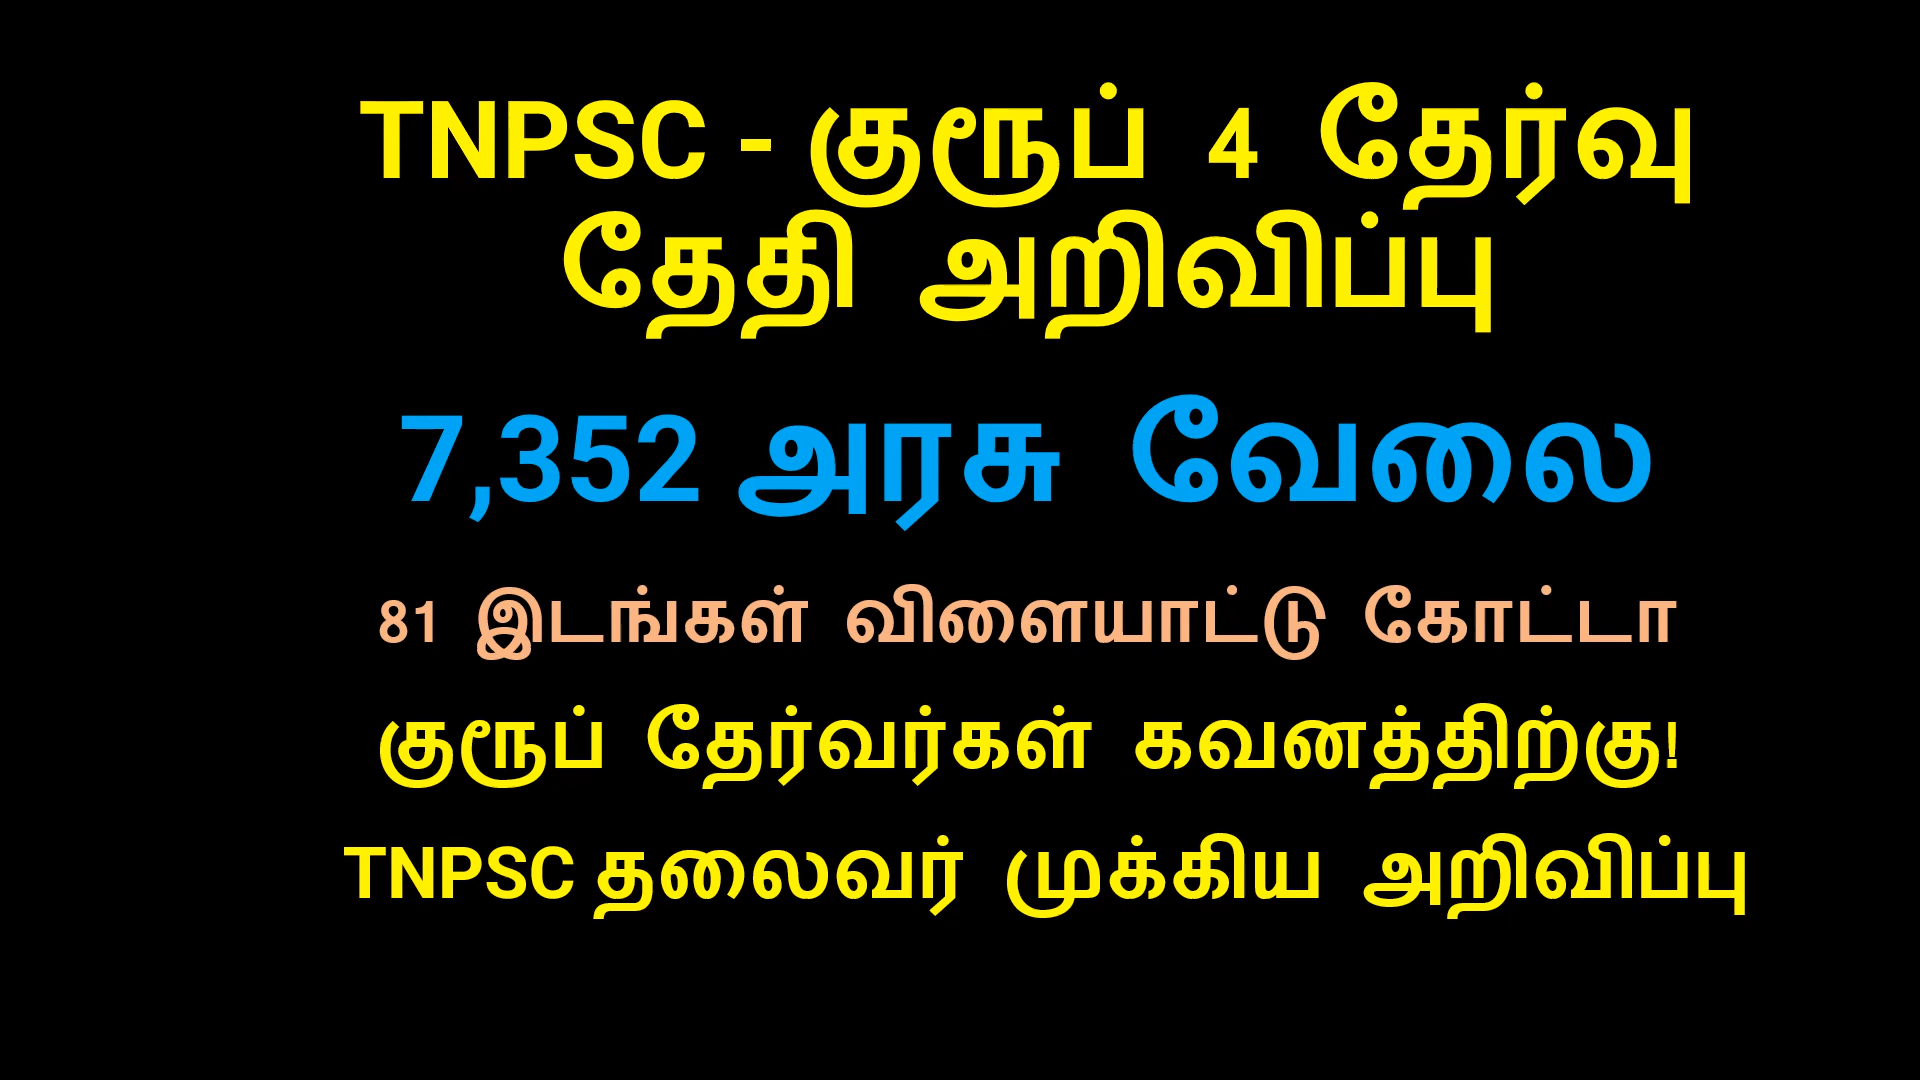 TNPSC - குரூப் 4 தேர்வு
தேதி அறிவிப்பு
7,352 அரசு வேலை
81 இடங்கள் விளையாட்டு கோட்டா
குரூப் தேர்வர்கள் கவனத்திற்கு!
TNPSC தலைவர் முக்கிய அறிவிப்பு